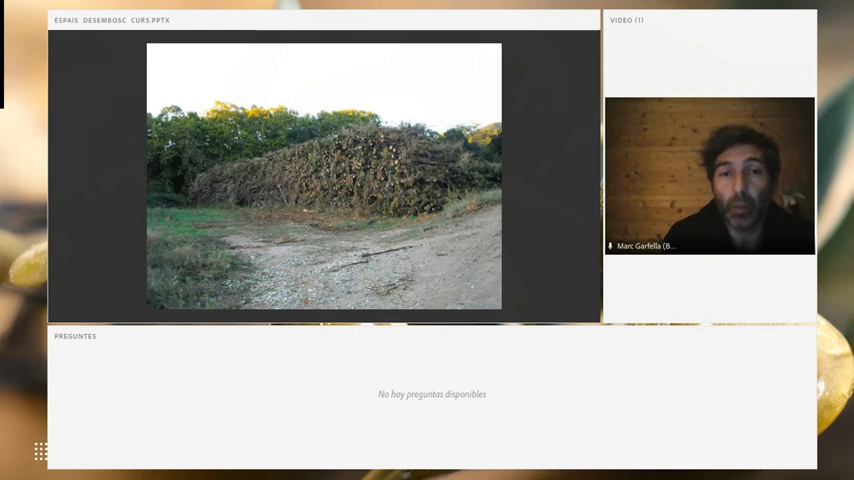 ESPAIS DESEMBOSC CURS.PPTX
VIDEO (1)
Marc Garfella (B...
PREGUNTES
No hay preguntas disponibles